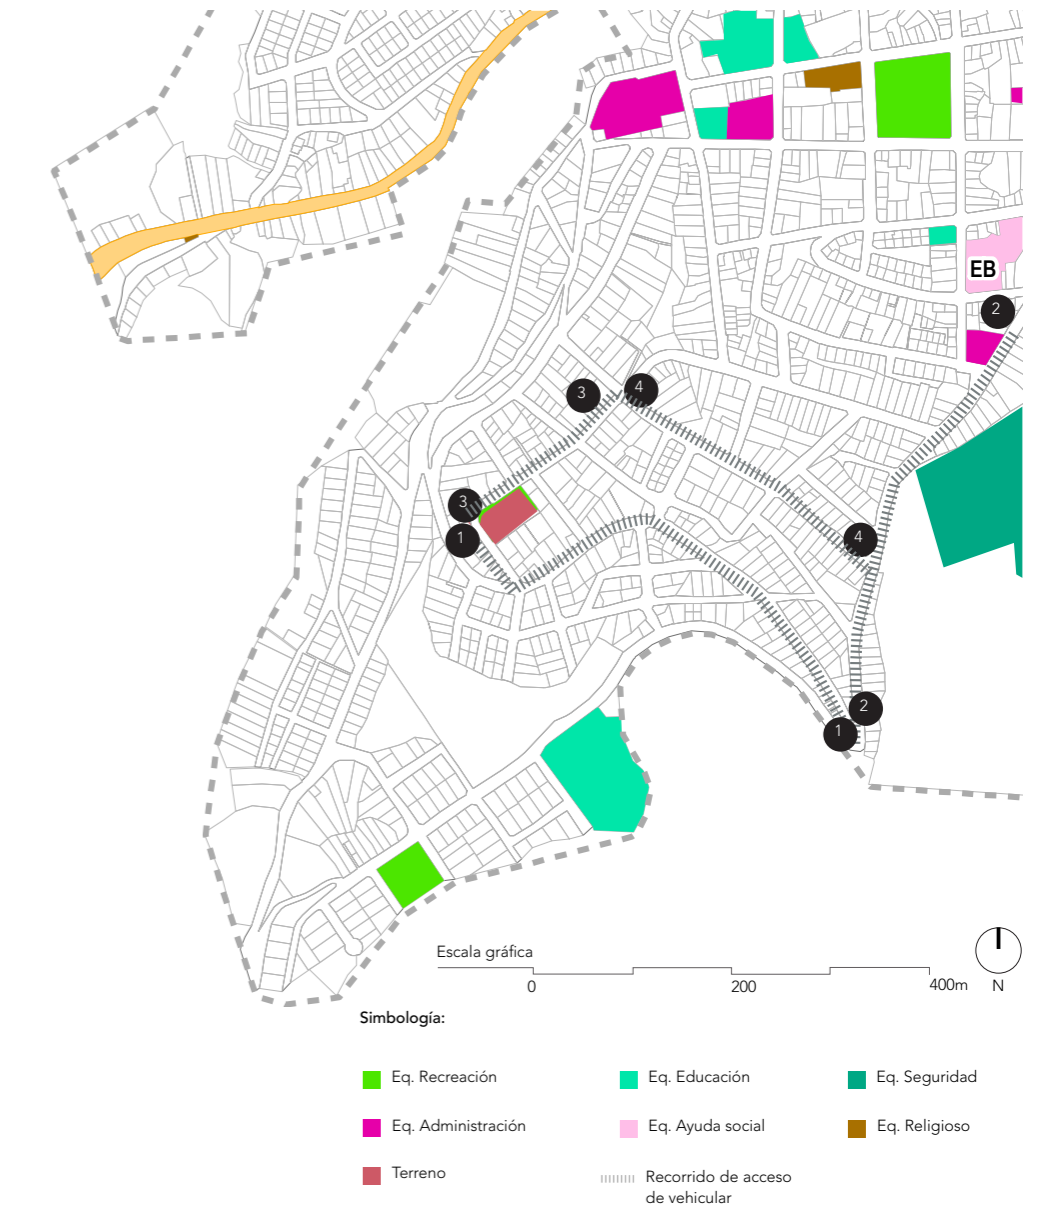 EB
2
3
4
3
1
4
2
1
Escala gráfica
0
200
400m
N
Simbología:
Eq. Recreación
Eq. Educación
Eq. Seguridad
Eq. Administración
Eq. Ayuda social
Eq. Religioso
Terreno
Recorrido de acceso
de vehicular